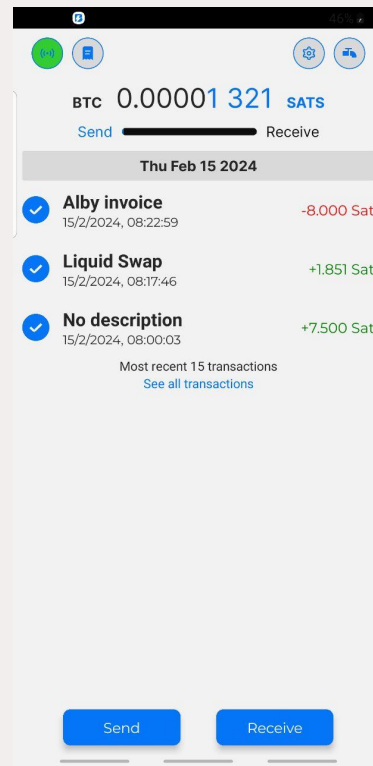 46%
BTC 0.00001 321 SATS
Send Receive
Thu Feb 15 2024
Alby invoice
15/2/2024, 08:22:59
-8.000 Sat
Liquid Swap
15/2/2024, 08:17:46
+1.851 Sat
No description
15/2/2024, 08:00:03
+7.500 Sat
Most recent 15 transactions
See all transactions
Send Receive